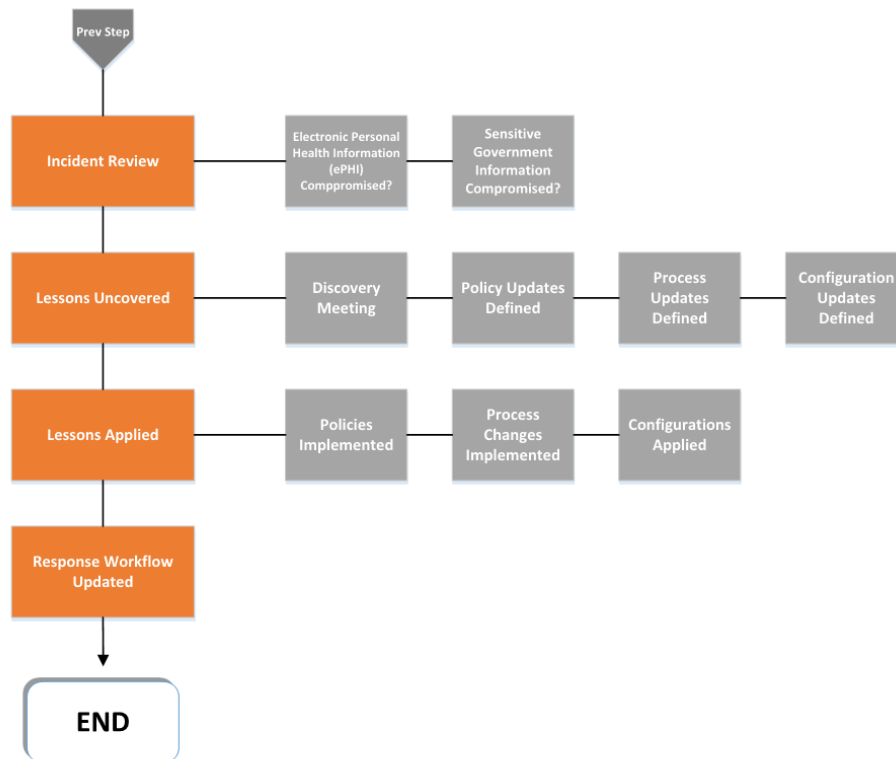 Prev Step
Incident Review
Electronic Personal
Health Information
(ePHI)
Comppromised?
Sensitive
Government
Information
Compromised?
Lessons Uncovered
Discovery
Meeting
Policy Updates
Defined
Process
Updates
Defined
Configuration
Updates
Defined
Lessons Applied
Policies
Implemented
Process
Changes
Implemented
Configurations
Applied
Response Workflow
Updated
END